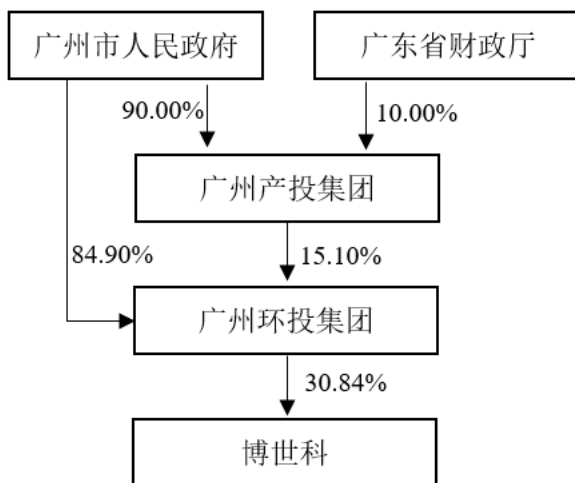 广州市人民政府
广东省财政厅
90.00%
10.00%
广州产投集团
84.90%
15.10%
广州环投集团
30.84%
博世科